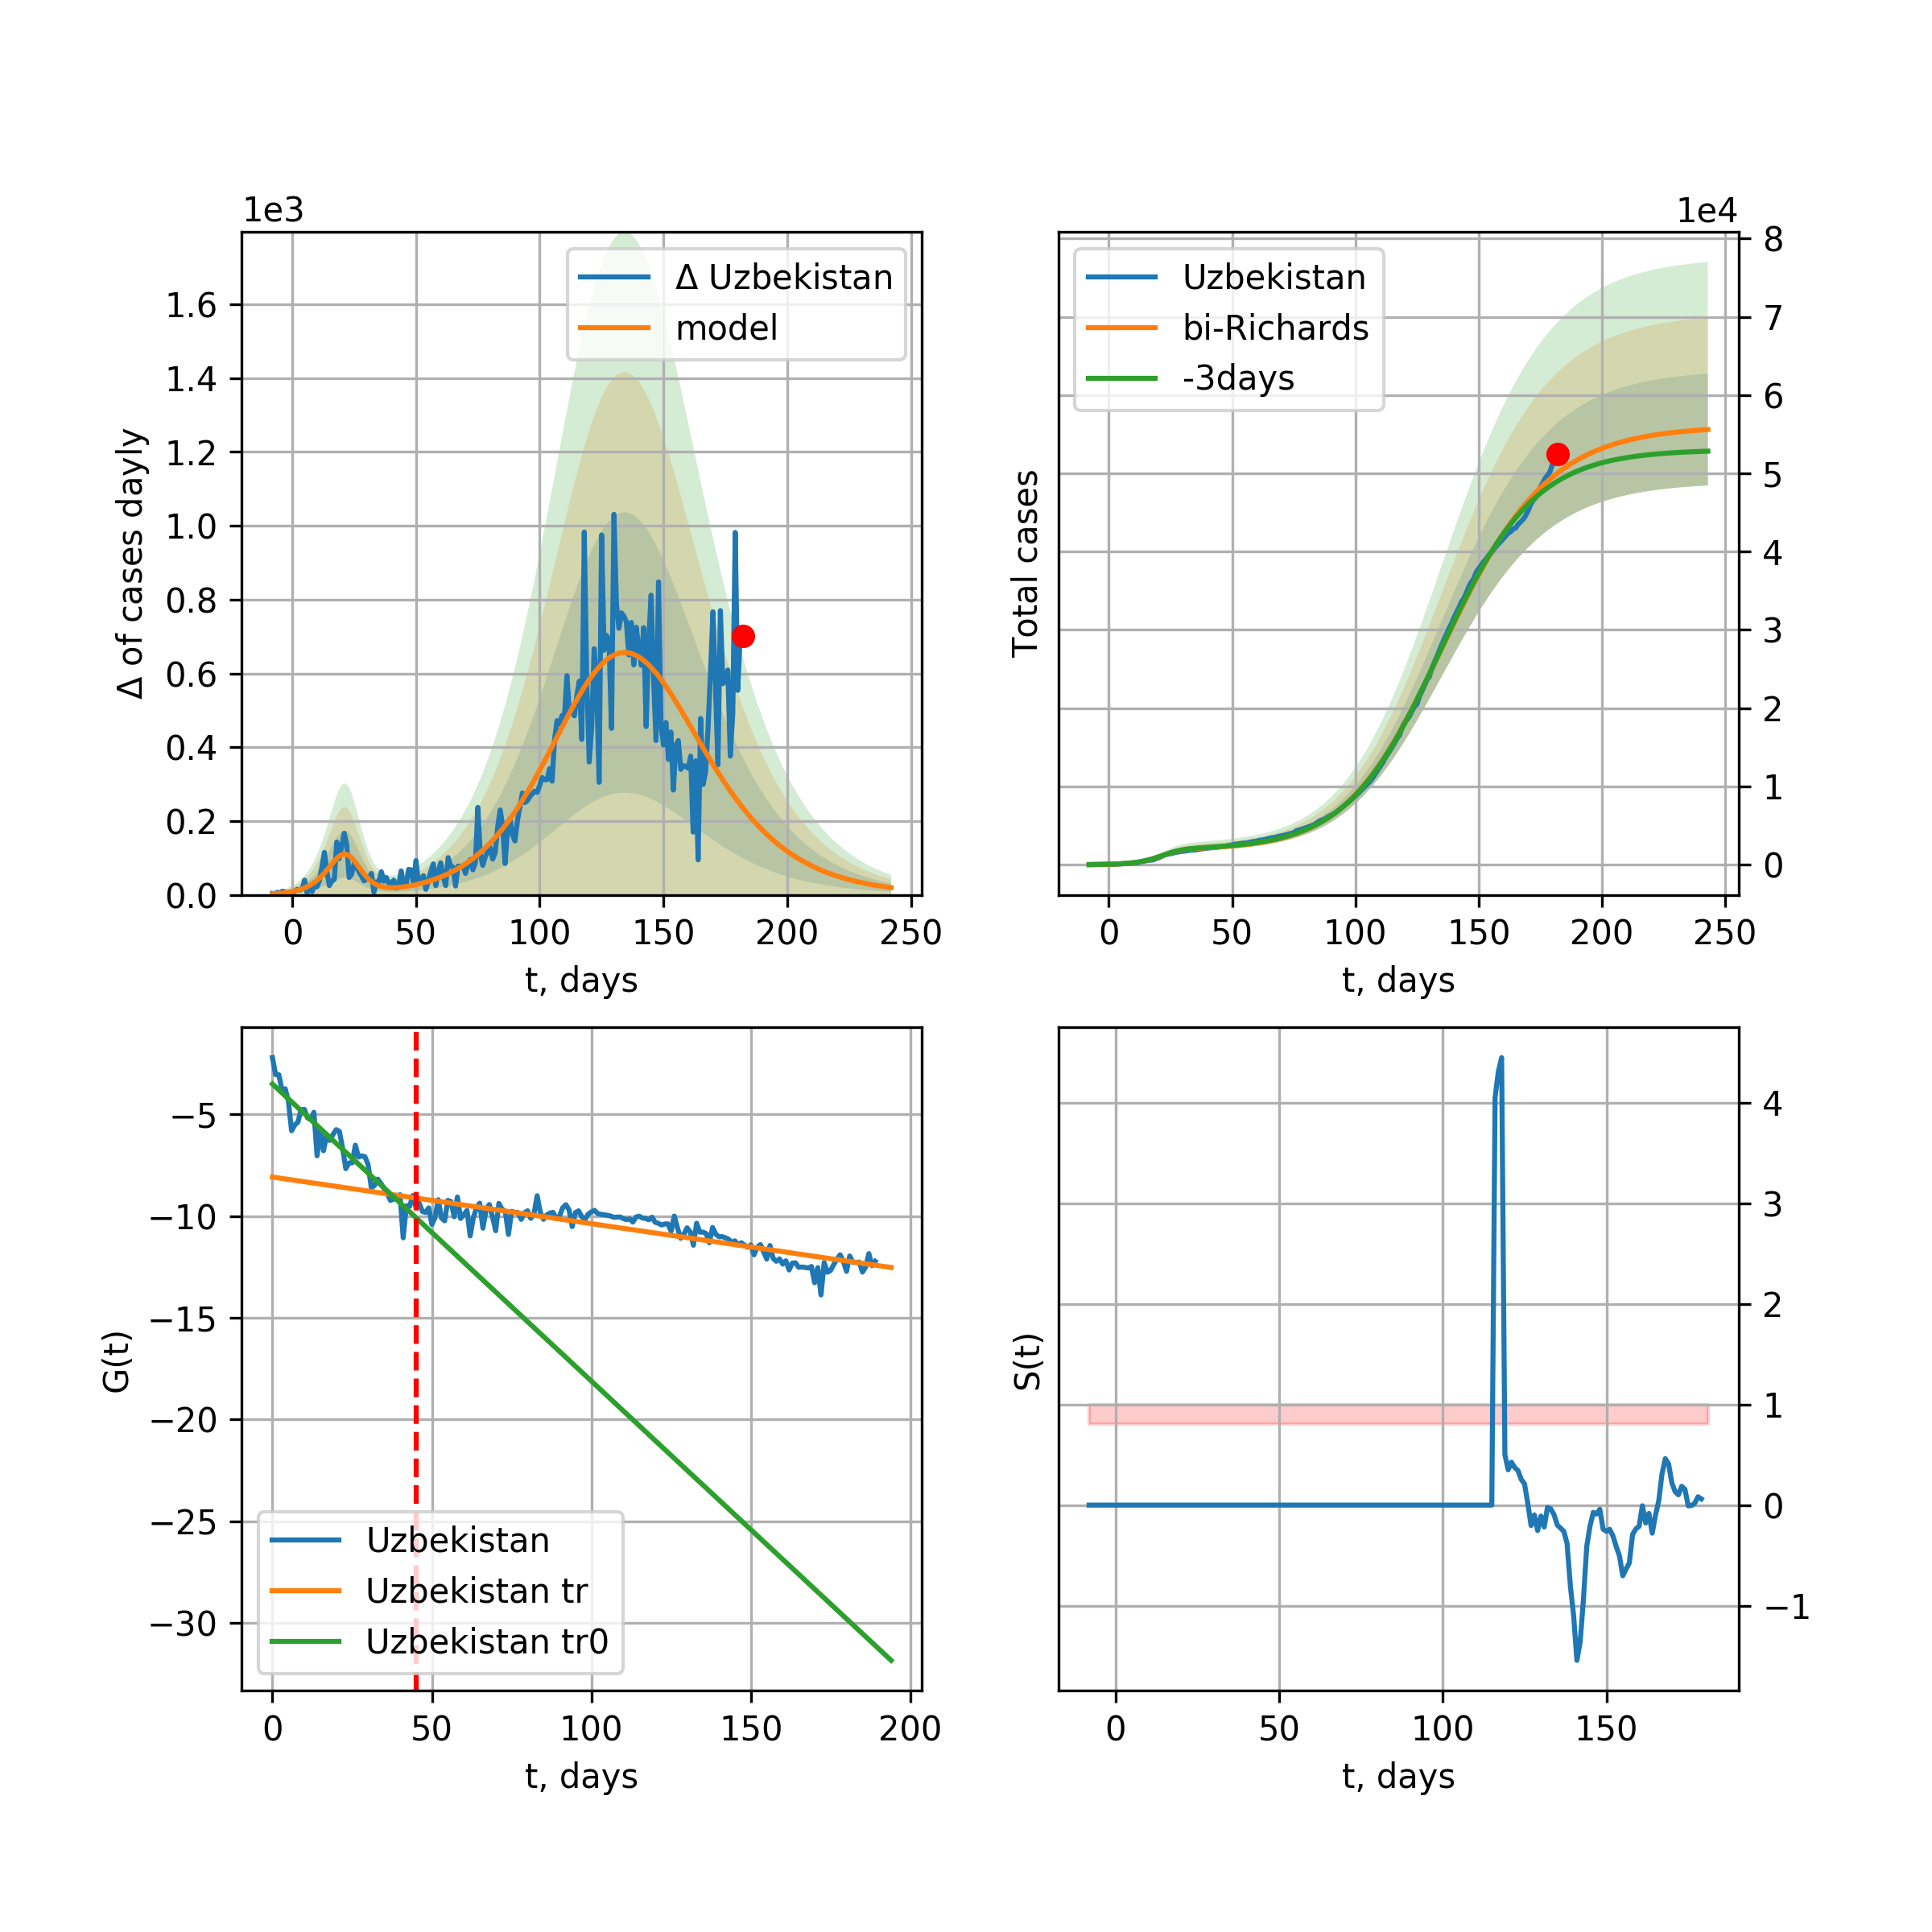 1e3
Δ Uzbekistan
model
1.6
1.4
1.2
1.0
0.8
0.6
0.4
0.2
0.0
Δ of cases dayly
0 50 100 150 200 250
t, days
1e4
Uzbekistan
bi-Richards
-3days
8
7
6
5
4
3
2
1
0
Total cases
0 50 100 150 200 250
t, days
−5
−10
−15
−20
−25
−30
G(t)
Uzbekistan
Uzbekistan tr
Uzbekistan tr0
0 50 100 150 200
t, days
4
3
2
1
0
−1
S(t)
0 50 100 150
t, days